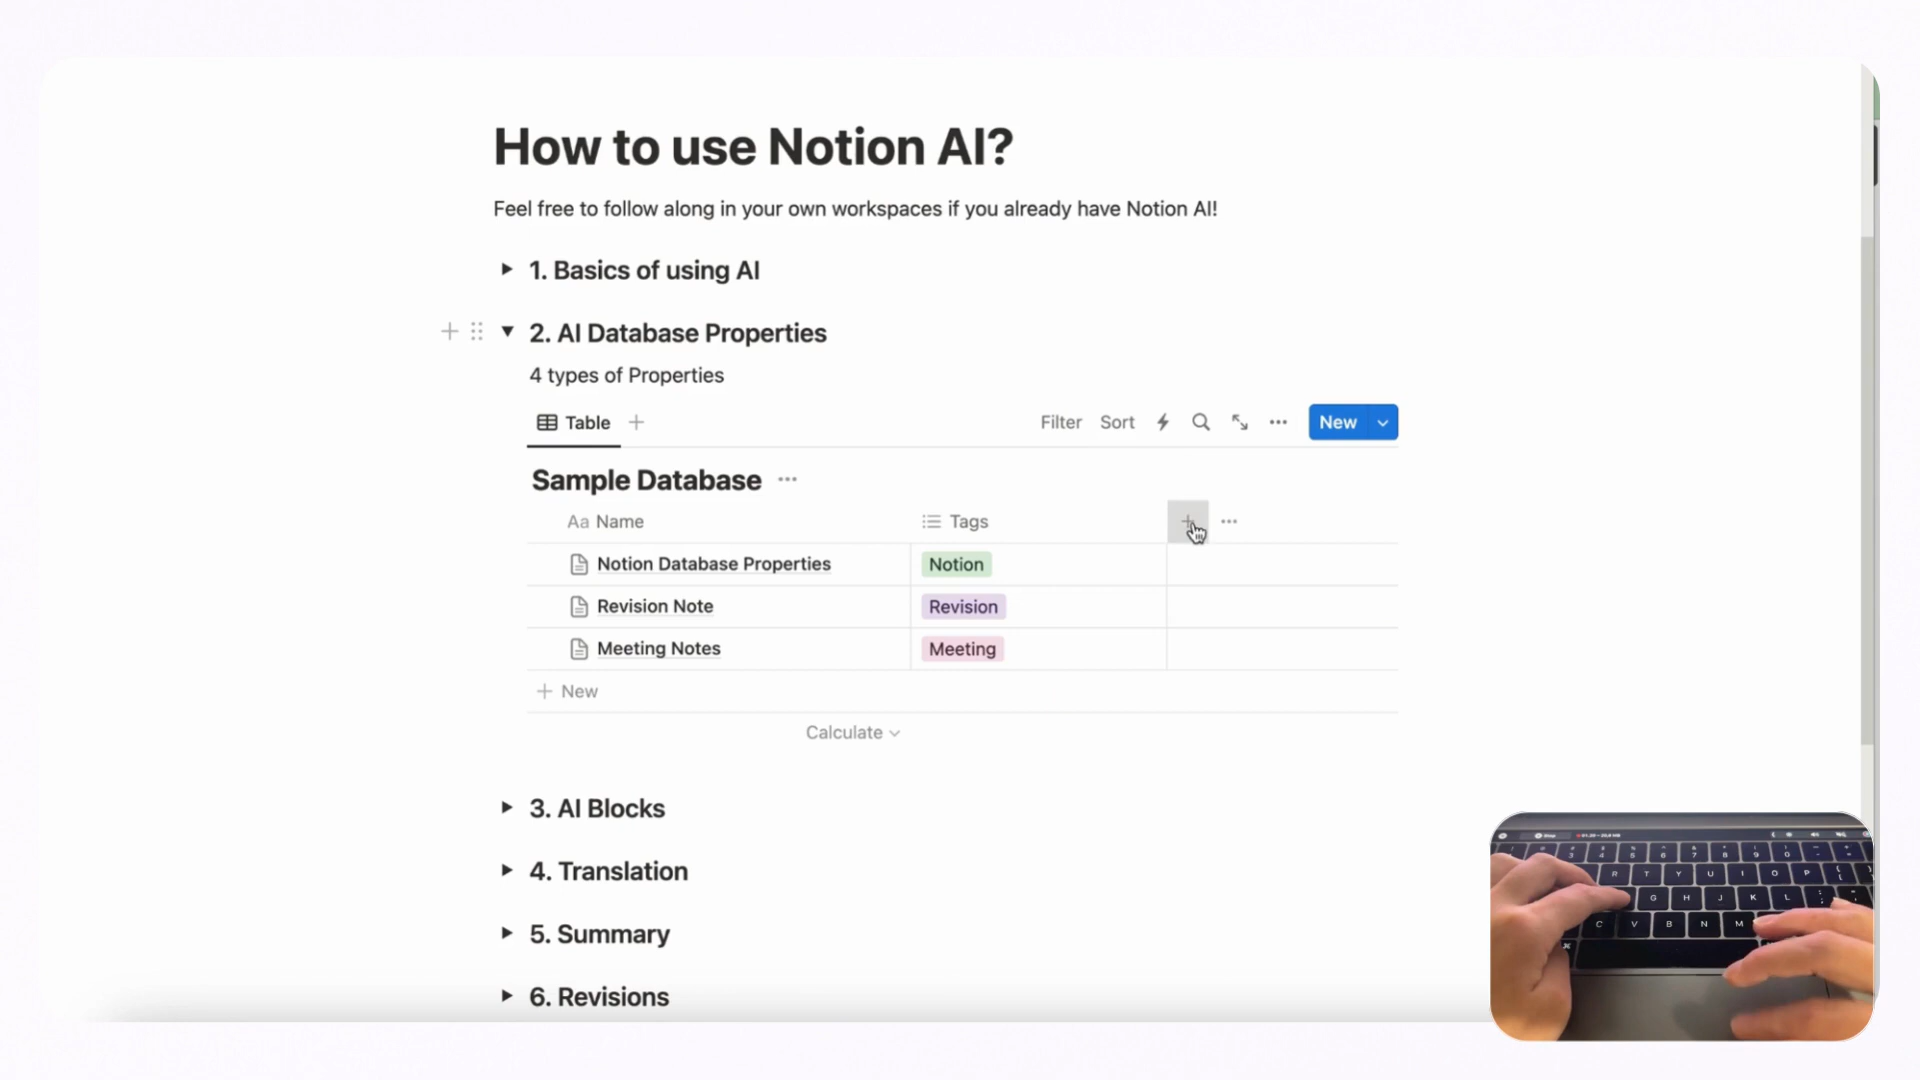 How to use Notion AI?
Feel free to follow along in your own workspaces if you already have Notion AI!
1. Basics of using AI
2. AI Database Properties
4 types of Properties
Table
Filter Sort New
Sample Database
Aa Name Tags
Notion Database Properties Notion
Revision Note Revision
Meeting Notes Meeting
New
Calculate
3. AI Blocks
4. Translation
5. Summary
6. Revisions
R T Y U I O P
G H J K L
C V B N M